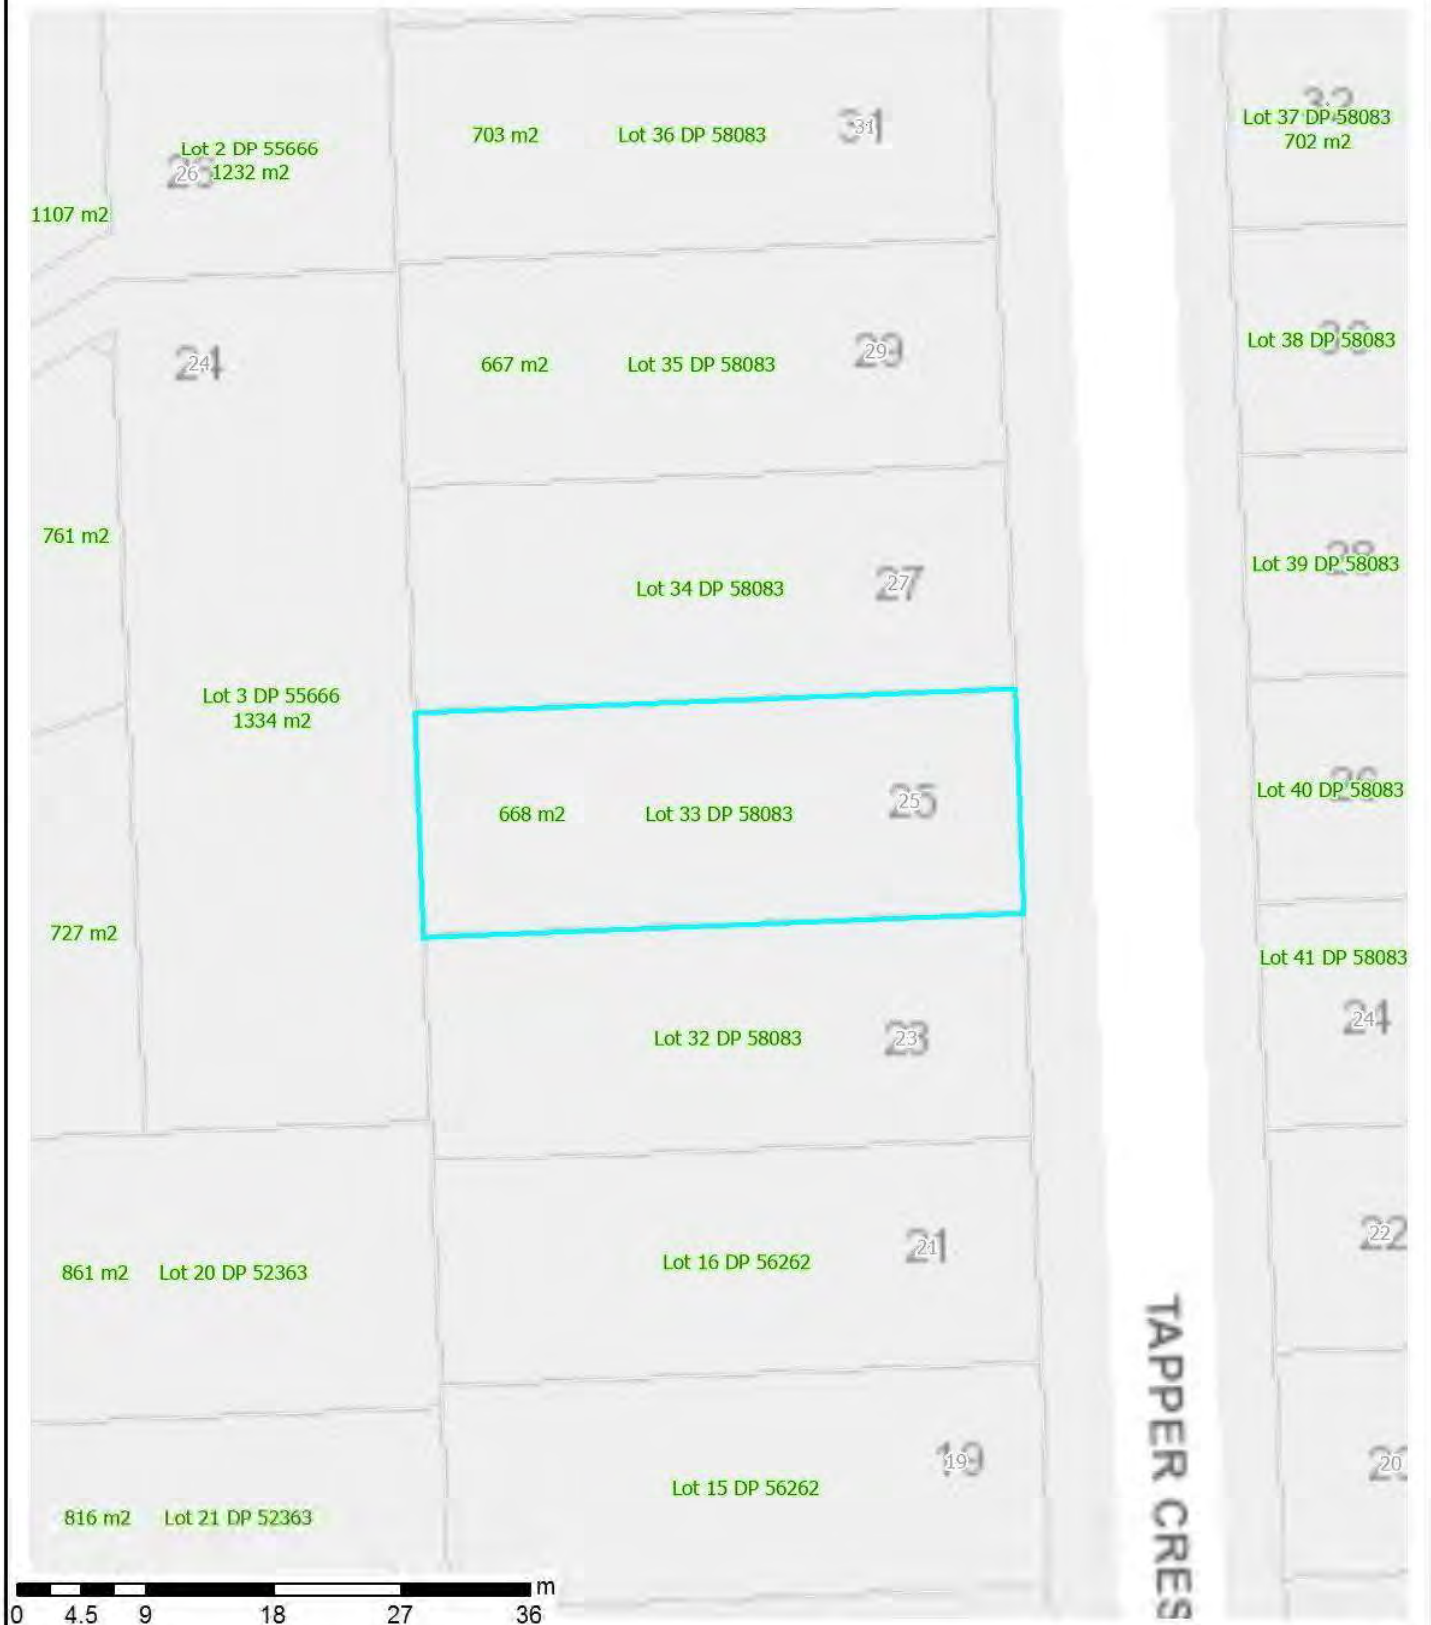 703 m2 Lot 36 DP 58083 31
Lot 37 DP 58083
702 m2
Lot 2 DP 55666
26 1232 m2
1107 m2
24
667 m2 Lot 35 DP 58083 29
Lot 38 DP 58083
761 m2
Lot 34 DP 58083 27
Lot 39 DP 58083
28
Lot 3 DP 55666
1334 m2
668 m2 Lot 33 DP 58083 25
Lot 40 DP 58083
26
727 m2
Lot 41 DP 58083
24
Lot 32 DP 58083 23
861 m2 Lot 20 DP 52363
Lot 16 DP 56262 21
22
816 m2 Lot 21 DP 52363
Lot 15 DP 56262 19
20
TAPPER CRES
m
0 4.5 9 18 27 36